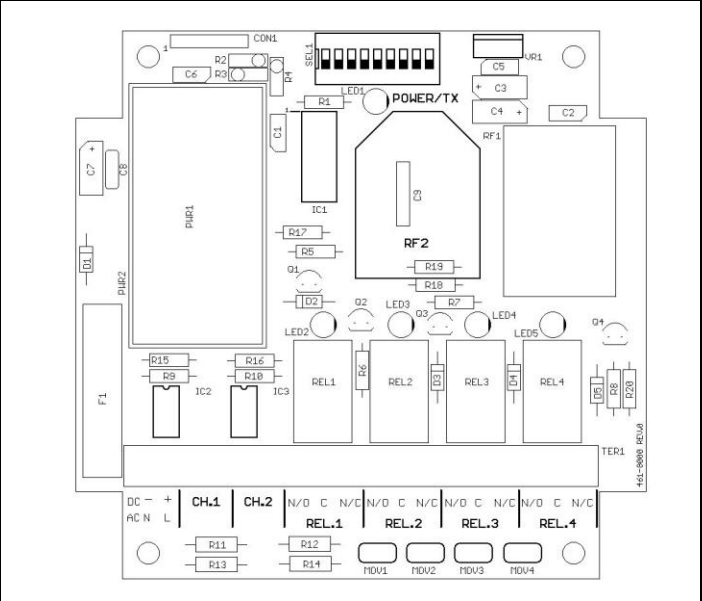 1 CON1
SEL1
VR1
R2
R3
R4
C6
C5
C3
+
LED1
POWER/TX
R1
C4 +
C2
1
C1
RF1
+
C7
C8
PWR1
IC1
C9
R17
RF2
R5
D1
Q1
R19
R18
PWR2
D2
Q2
LED3
R7
Q3
LED4
LED2
LED5
Q4
R15
R16
R9
R10
IC2
IC3
F1
REL1
R6
REL2
D3
REL3
D4
REL4
D5
R8
R20
TER1
461-0000 REV.0
DC - +
AC N L
CH.1
CH.2
N/O C N/C
N/O C N/C
N/O C N/C
N/O C N/C
REL.1
REL.2
REL.3
REL.4
R11
R12
R13
R14
MOV1
MOV2
MOV3
MOV4